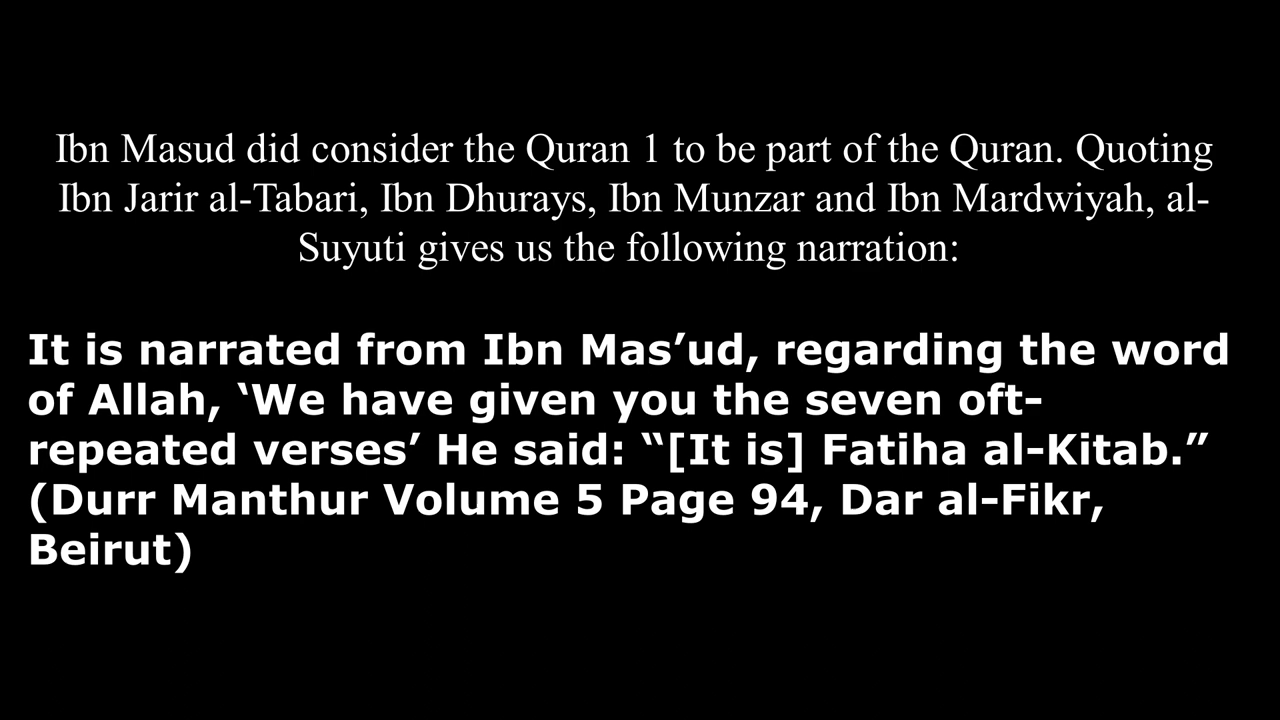 Ibn Masud did consider the Quran 1 to be part of the Quran. Quoting
Ibn Jarir al-Tabari, Ibn Dhurays, Ibn Munzar and Ibn Mardwiyah, al-
Suyuti gives us the following narration:
It is narrated from Ibn Mas’ud, regarding the word
of Allah, ‘We have given you the seven oft-
repeated verses’ He said: “[It is] Fatiha al-Kitab.”
(Durr Manthur Volume 5 Page 94, Dar al-Fikr,
Beirut)